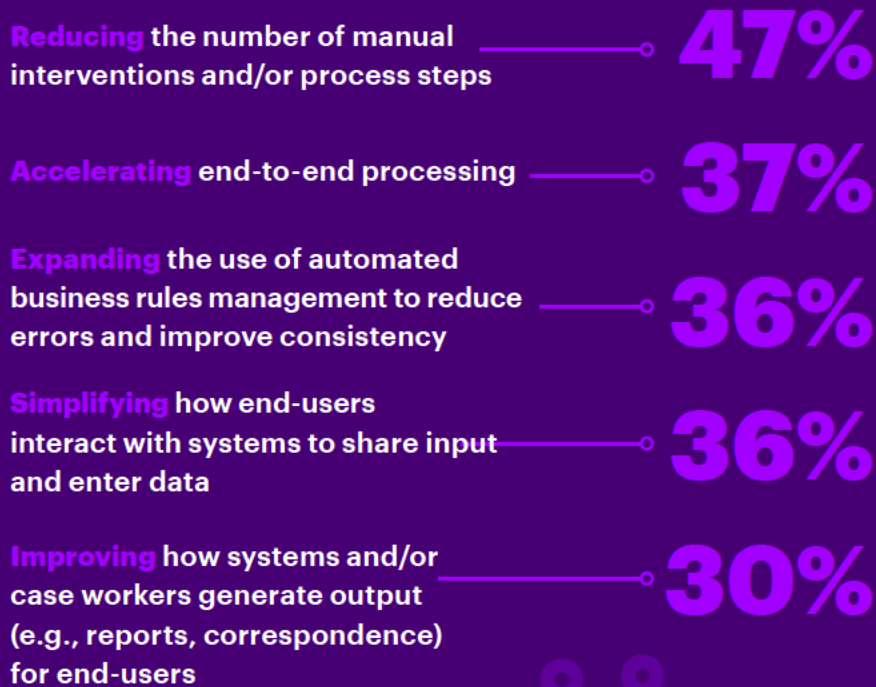 Reducing the number of manual
interventions and/or process steps
47%
Accelerating end-to-end processing
37%
Expanding the use of automated
business rules management to reduce
errors and improve consistency
36%
Simplifying how end-users
interact with systems to share input
and enter data
36%
Improving how systems and/or
case workers generate output
(e.g., reports, correspondence)
for end-users
30%